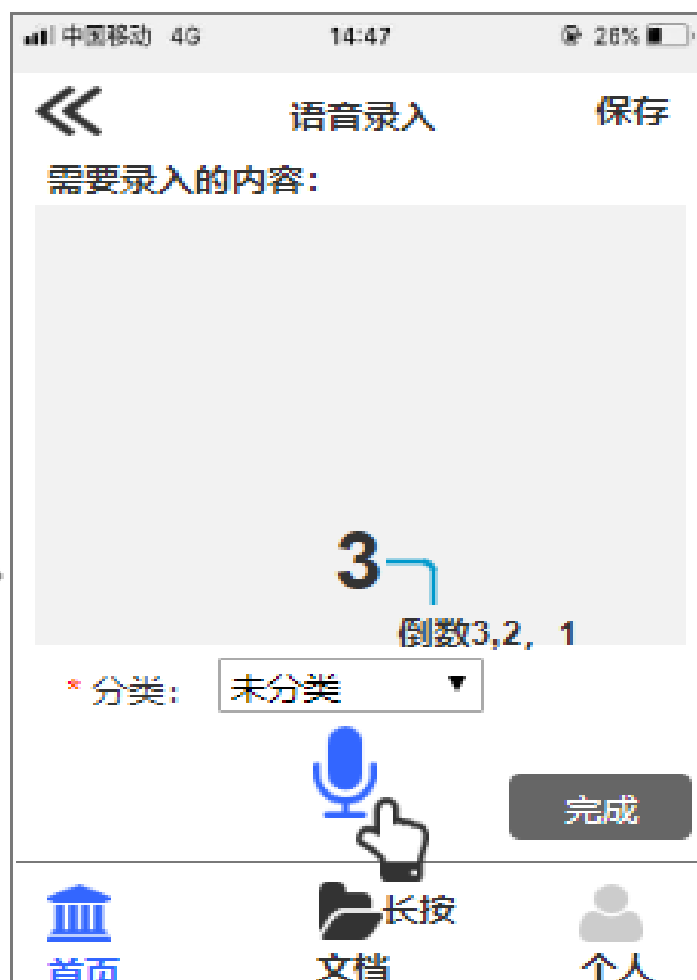 中国移动 4G 14:47 26%
语音录入 保存
需要录入的内容：
3
倒数3,2，1
* 分类： 未分类
完成
长按
首页 文档 个人